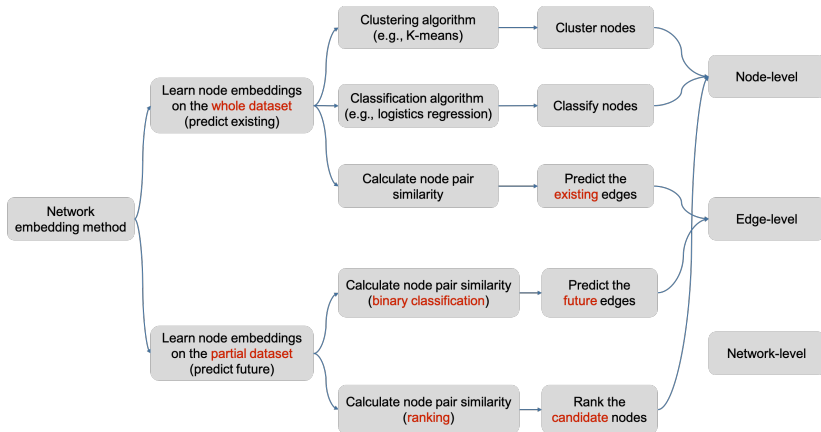 Network
embedding method
Learn node embeddings
on the whole dataset
(predict existing)
Clustering algorithm
(e.g., K-means)
Cluster nodes
Classification algorithm
(e.g., logistics regression)
Classify nodes
Calculate node pair
similarity
Predict the
existing edges
Learn node embeddings
on the partial dataset
(predict future)
Calculate node pair similarity
(binary classification)
Predict the
future edges
Calculate node pair similarity
(ranking)
Rank the
candidate nodes
Node-level
Edge-level
Network-level